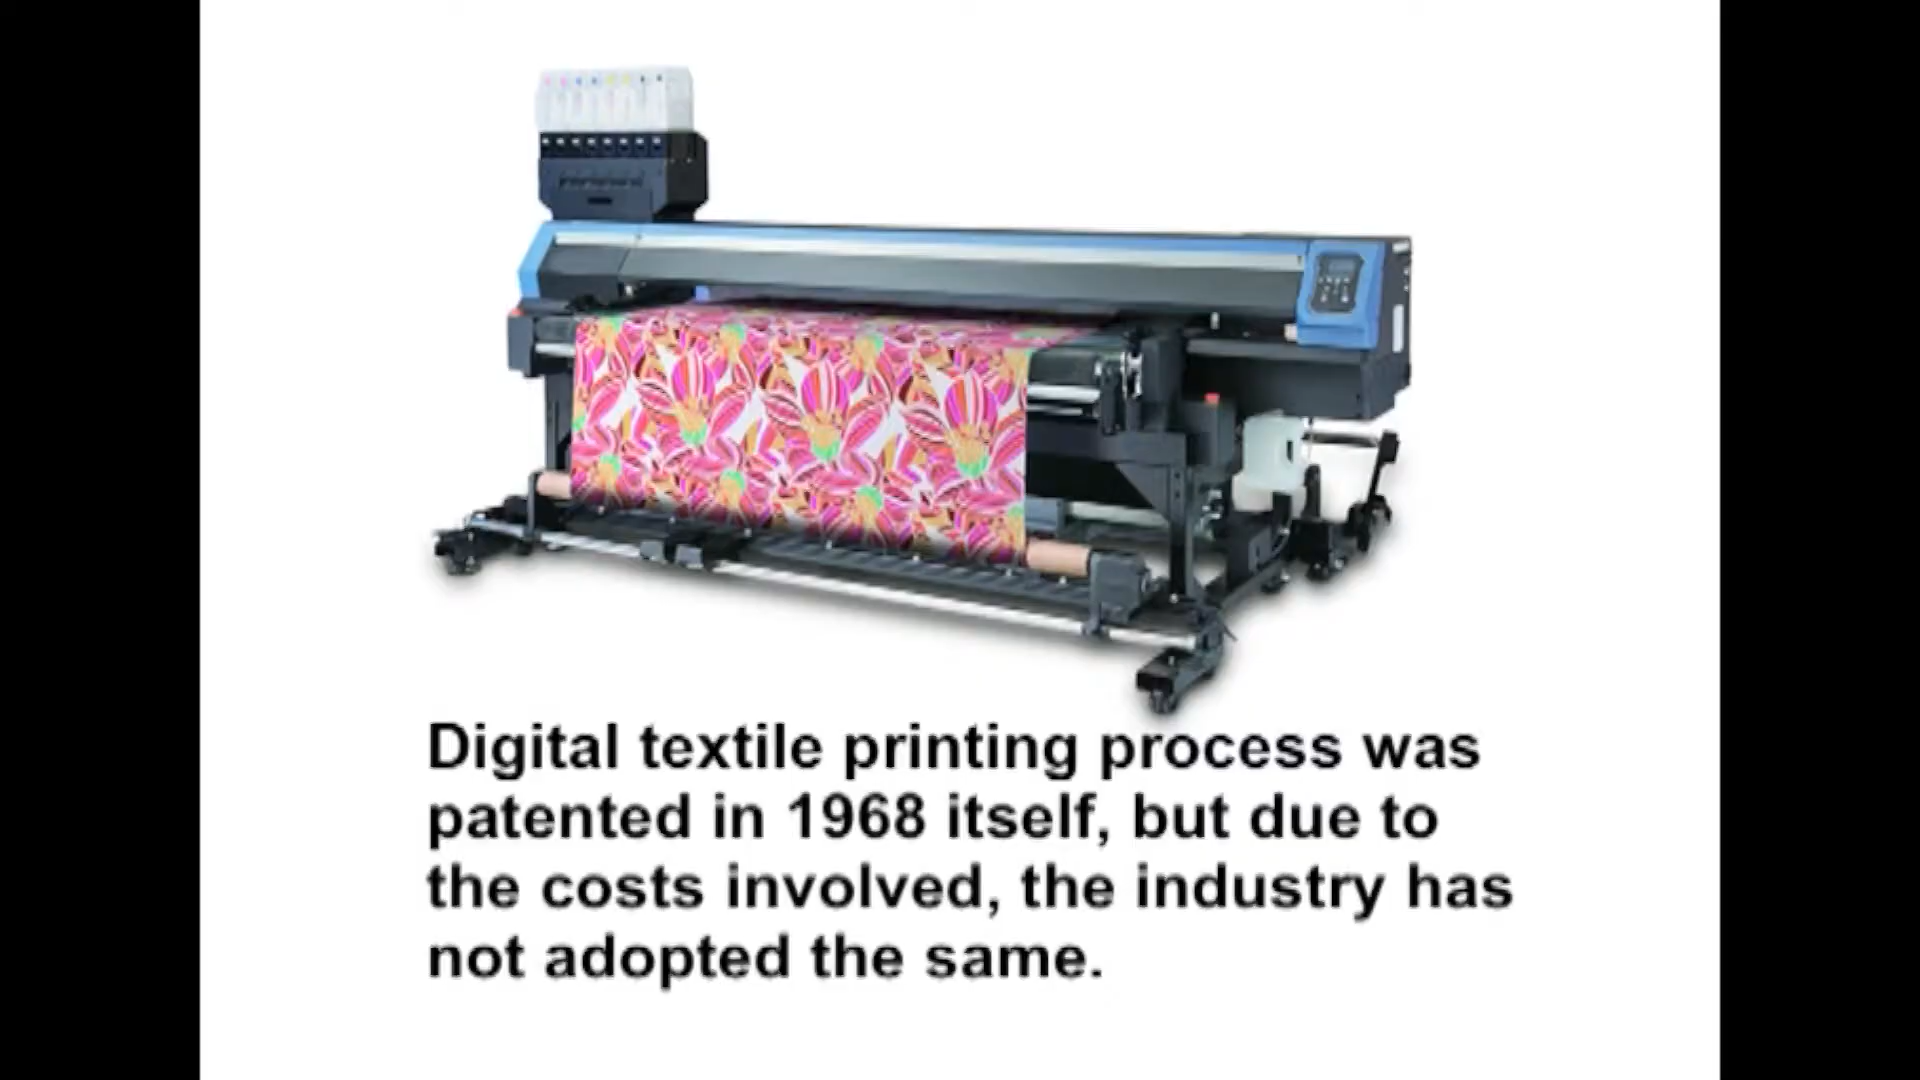 Digital textile printing process was
patented in 1968 itself, but due to
the costs involved, the industry has
not adopted the same.